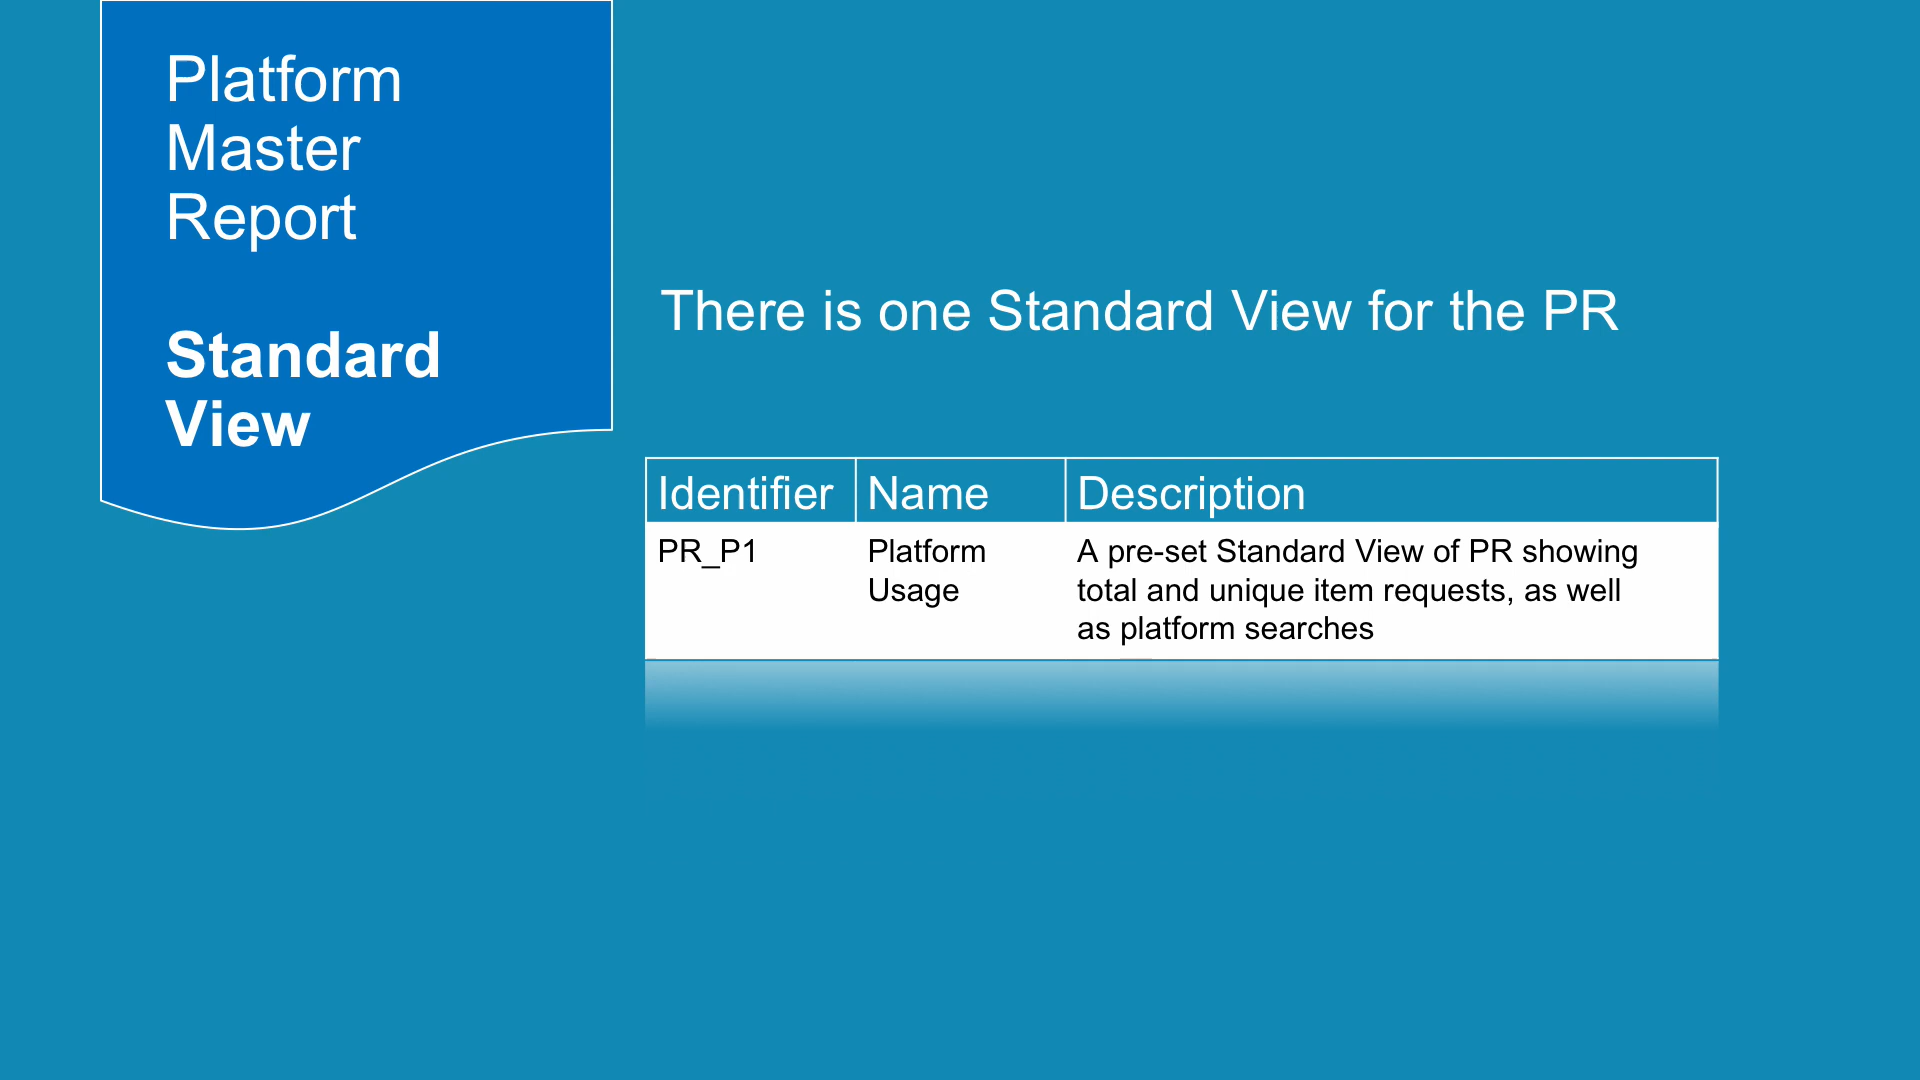 Platform
Master
Report
Standard
View
There is one Standard View for the PR
Identifier Name Description
PR_P1 Platform A pre-set Standard View of PR showing
Usage total and unique item requests, as well
as platform searches